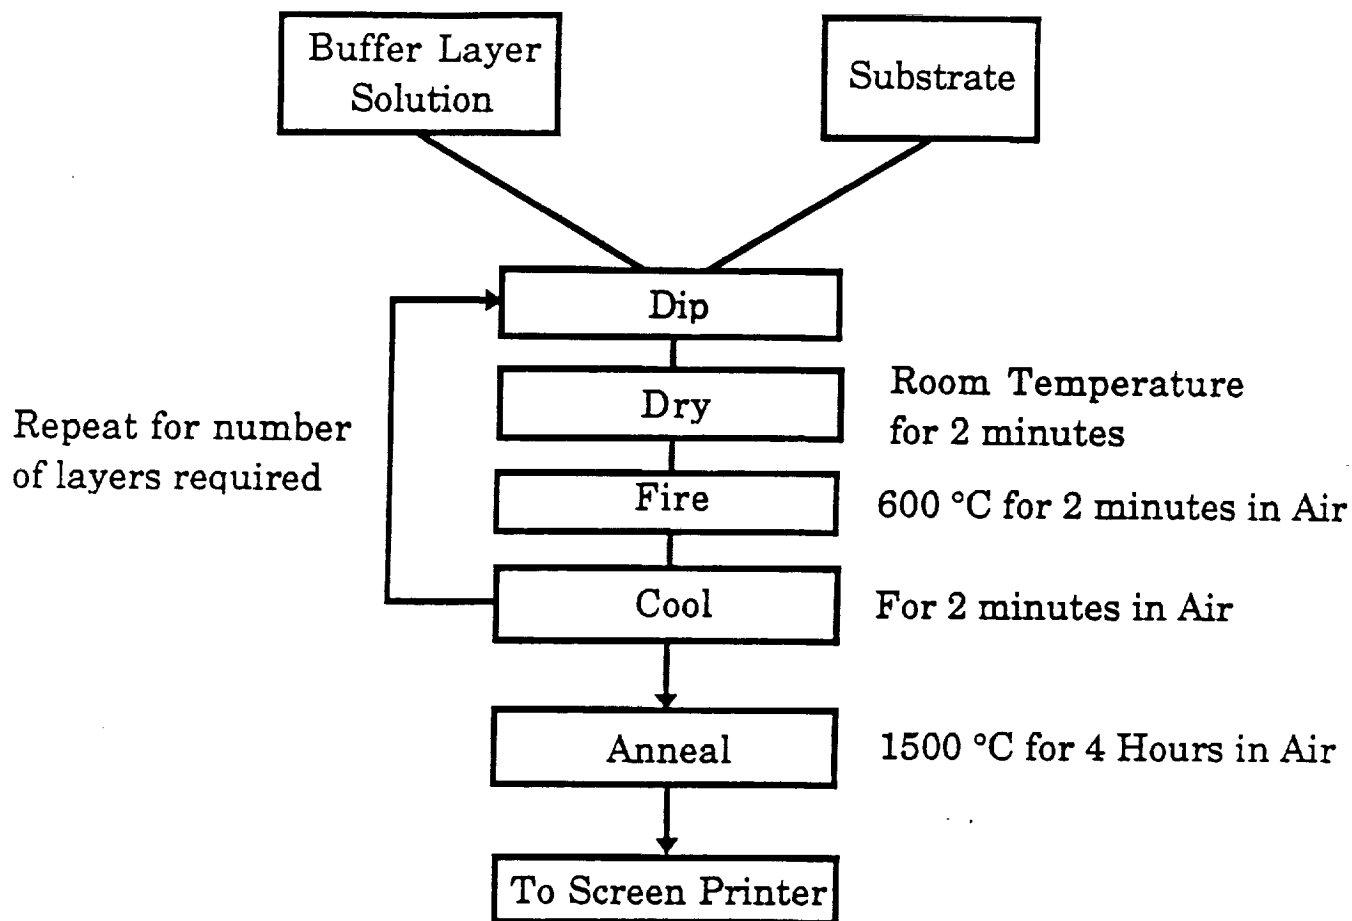 Buffer Layer
Solution
Substrate
Dip
Dry
Room Temperature
for 2 minutes
Repeat for number
of layers required
Fire
600 °C for 2 minutes in Air
Cool
For 2 minutes in Air
Anneal
1500 °C for 4 Hours in Air
To Screen Printer